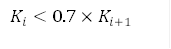 K_i < 0.7 × K_{i+1}